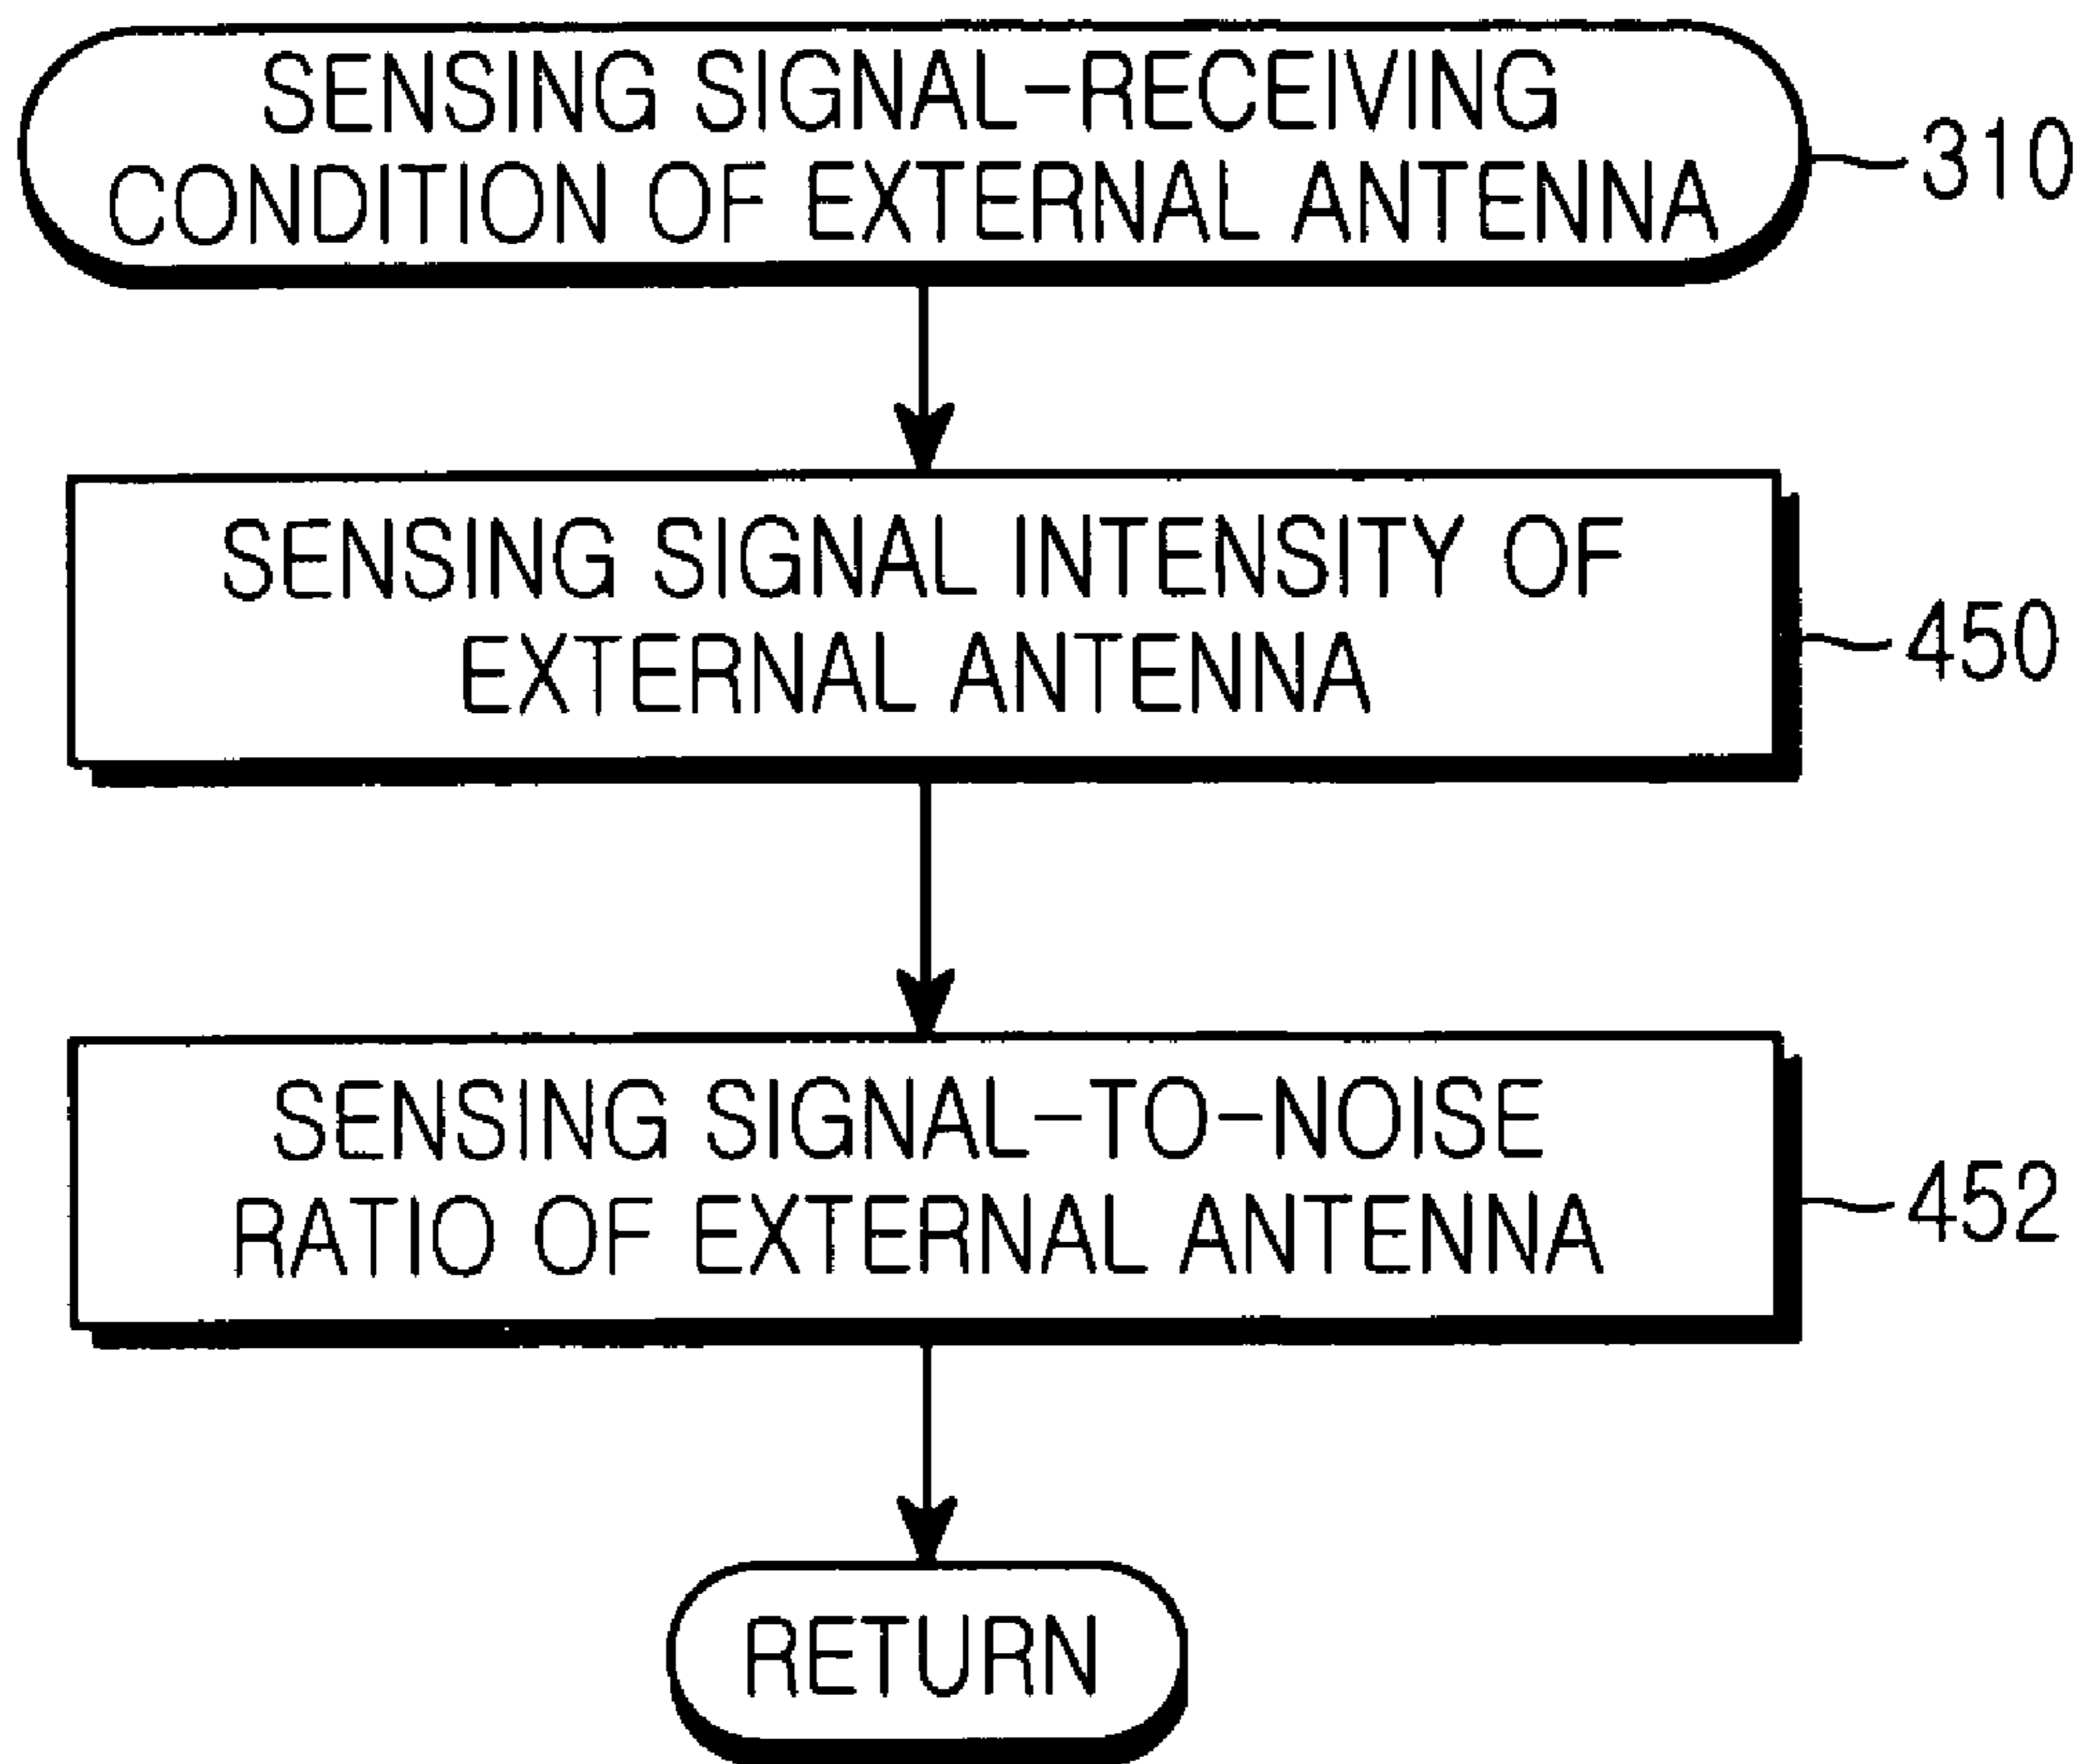 SENSING SIGNAL-RECEIVING
CONDITION OF EXTERNAL ANTENNA
310
SENSING SIGNAL INTENSITY OF
EXTERNAL ANTENNA
450
SENSING SIGNAL-TO-NOISE
RATIO OF EXTERNAL ANTENNA
452
RETURN